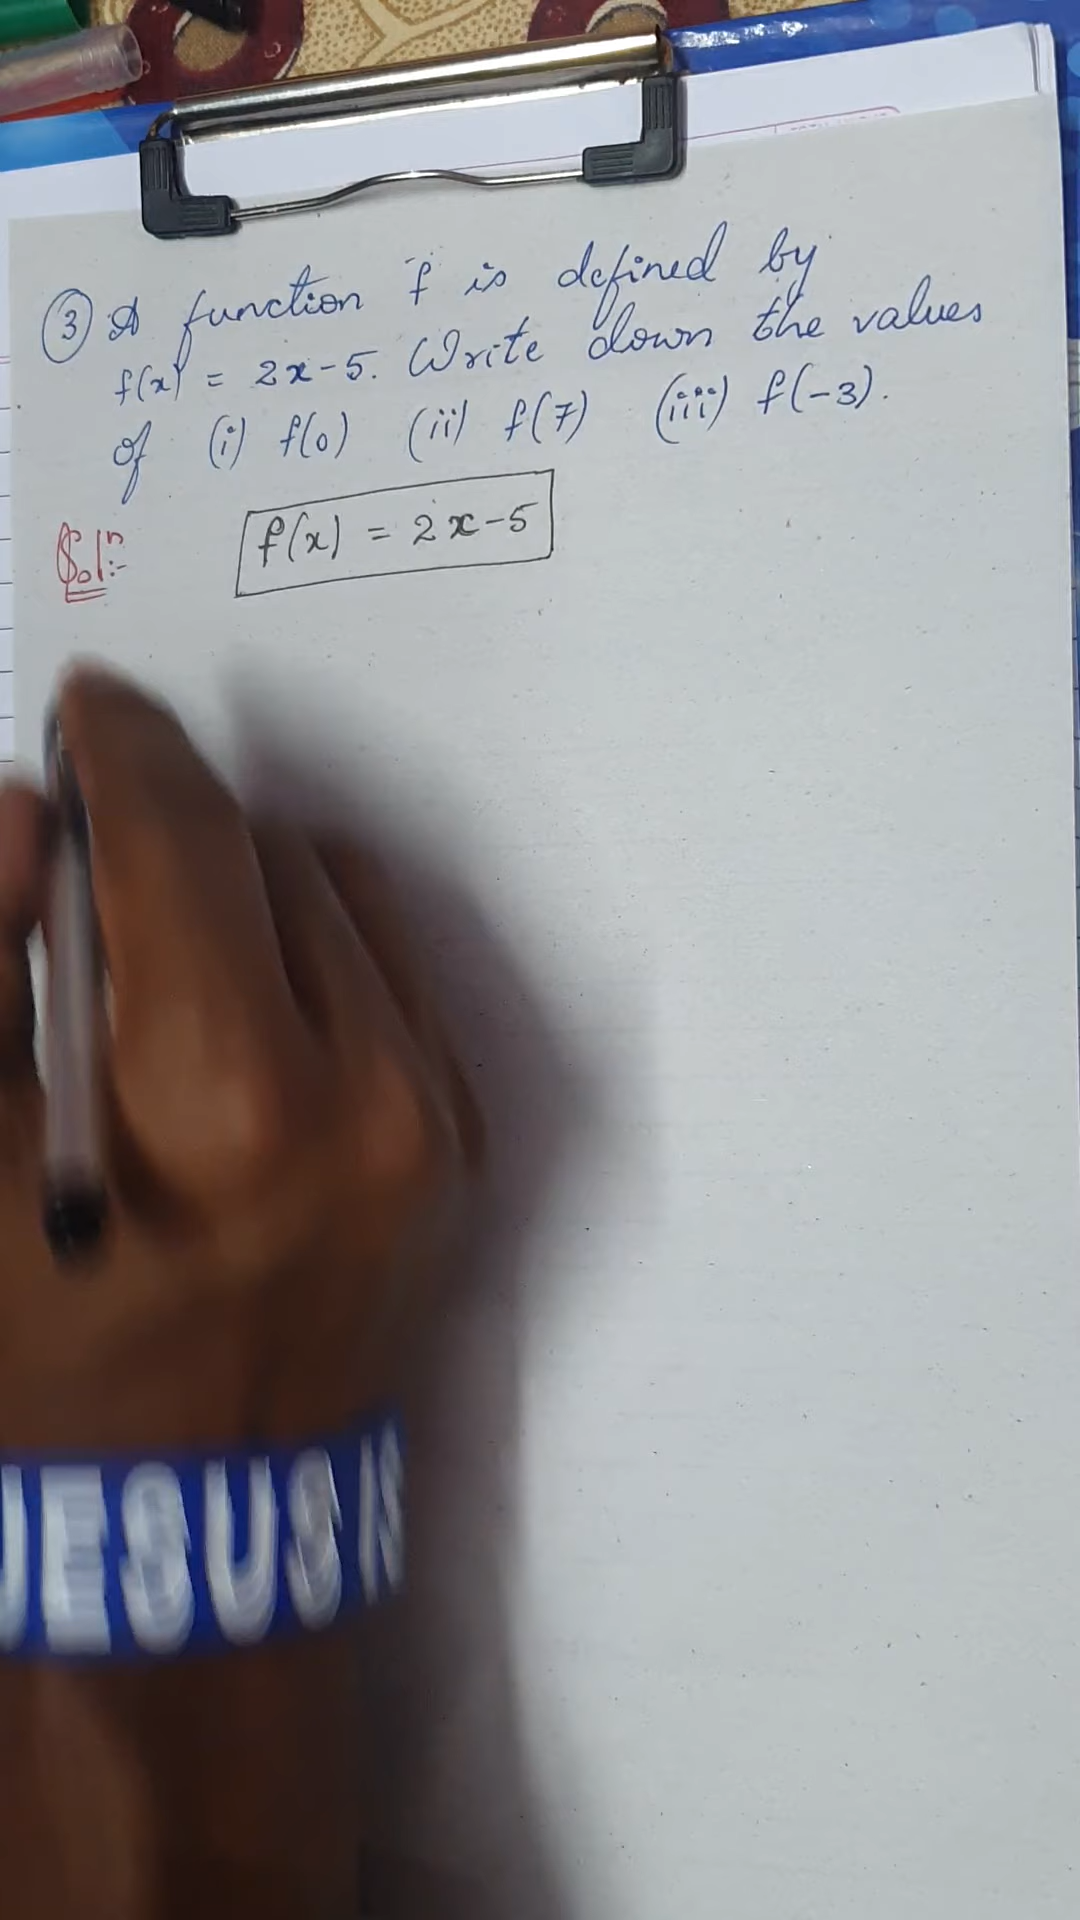 ③ A function f is defined by
f(x) = 2x-5. Write down the values
of (i) f(0) (ii) f(7) (iii) f(-3).
Solⁿ:-
f(x) = 2x-5
JESUS IS